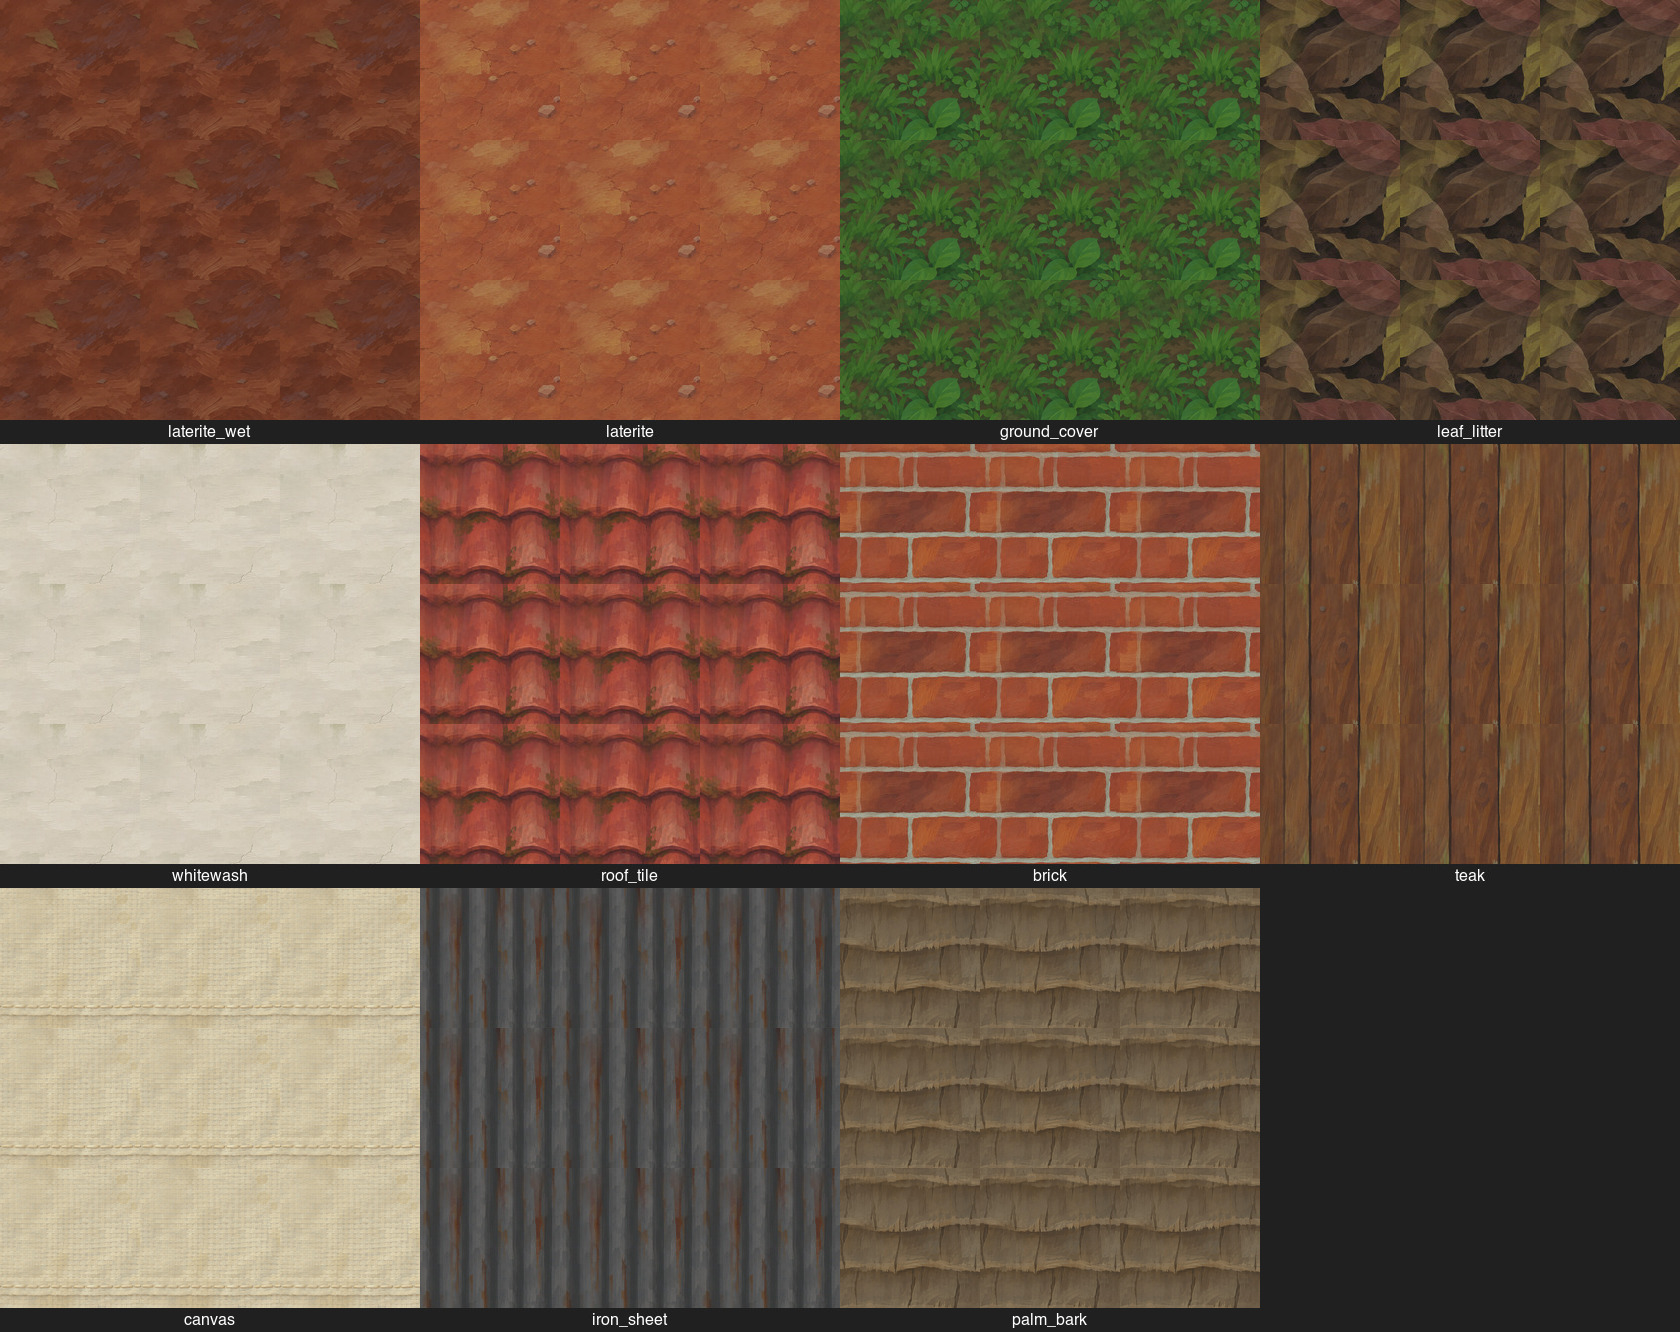 laterite_wet
laterite
ground_cover
leaf_litter
whitewash
roof_tile
brick
teak
canvas
iron_sheet
palm_bark